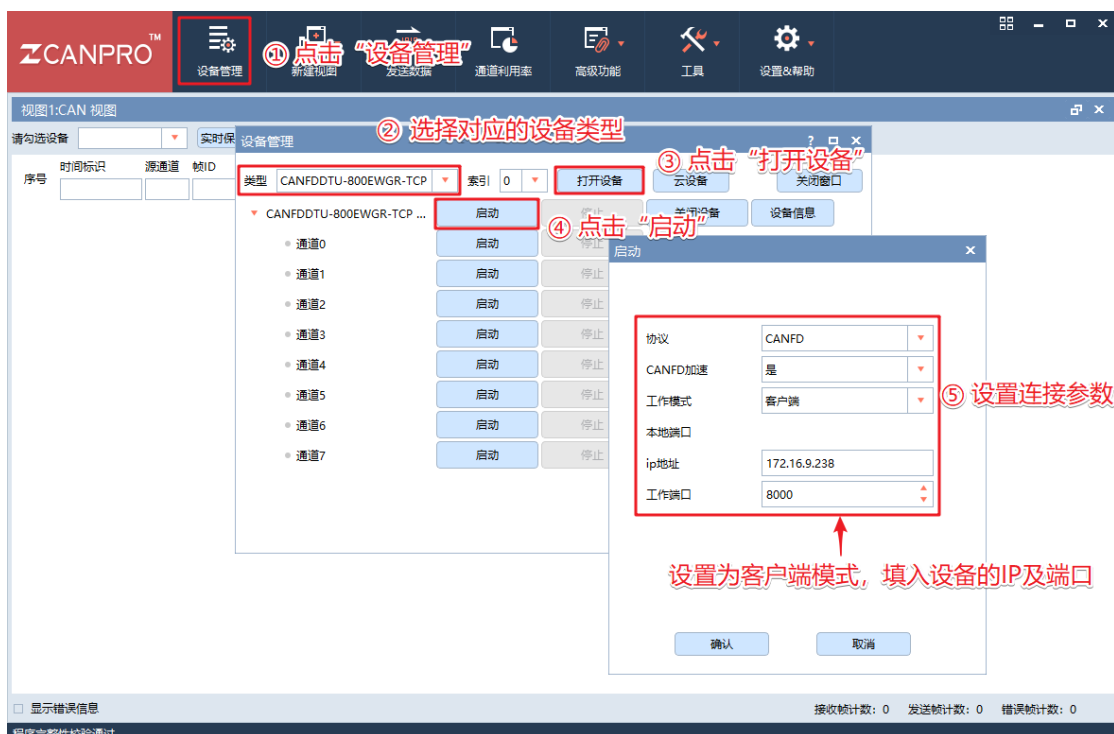 ZCANPRO™
设备管理
新建视图
发送数据
通道利用率
高级功能
工具
设置&帮助
① 点击“设备管理”
视图1:CAN 视图
请勾选设备
实时保
② 选择对应的设备类型
设备管理
序号
时间标识
源通道
帧ID
类型
CANFDDTU-800EWGR-TCP
索引
0
打开设备
云设备
关闭窗口
③ 点击“打开设备”
CANFDDTU-800EWGR-TCP ...
启动
停止
关闭设备
设备信息
④ 点击“启动”
通道0
启动
停止
通道1
启动
停止
通道2
启动
停止
通道3
启动
停止
通道4
启动
停止
通道5
启动
停止
通道6
启动
停止
通道7
启动
停止
启动
协议
CANFD
CANFD加速
是
工作模式
客户端
本地端口
ip地址
172.16.9.238
工作端口
8000
⑤ 设置连接参数
设置为客户端模式，填入设备的IP及端口
确认
取消
显示错误信息
接收帧计数：0
发送帧计数：0
错误帧计数：0
程序完整性校验通过